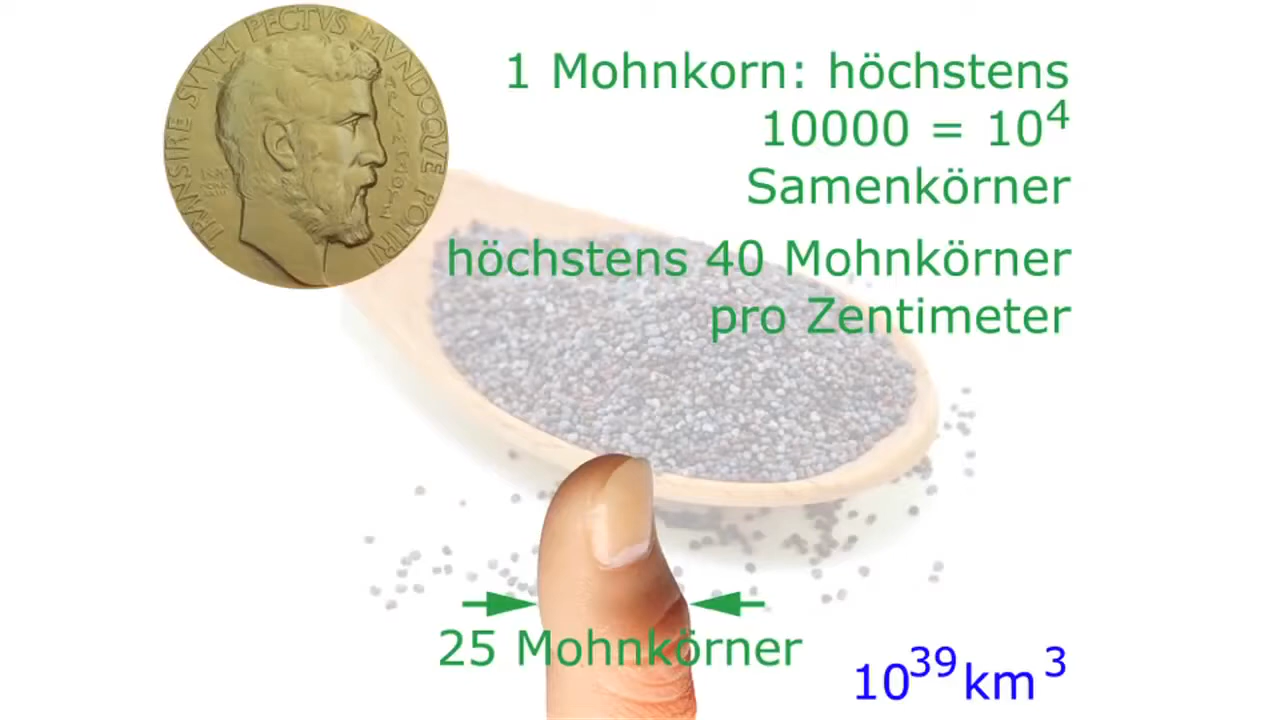 TRANSIRE SVVM PECTVS MVNDOQVE POTIRI
1 Mohnkorn: höchstens
10000 = 10⁴
Samenkörner
höchstens 40 Mohnkörner
pro Zentimeter
25 Mohnkörner
10³⁹ km³